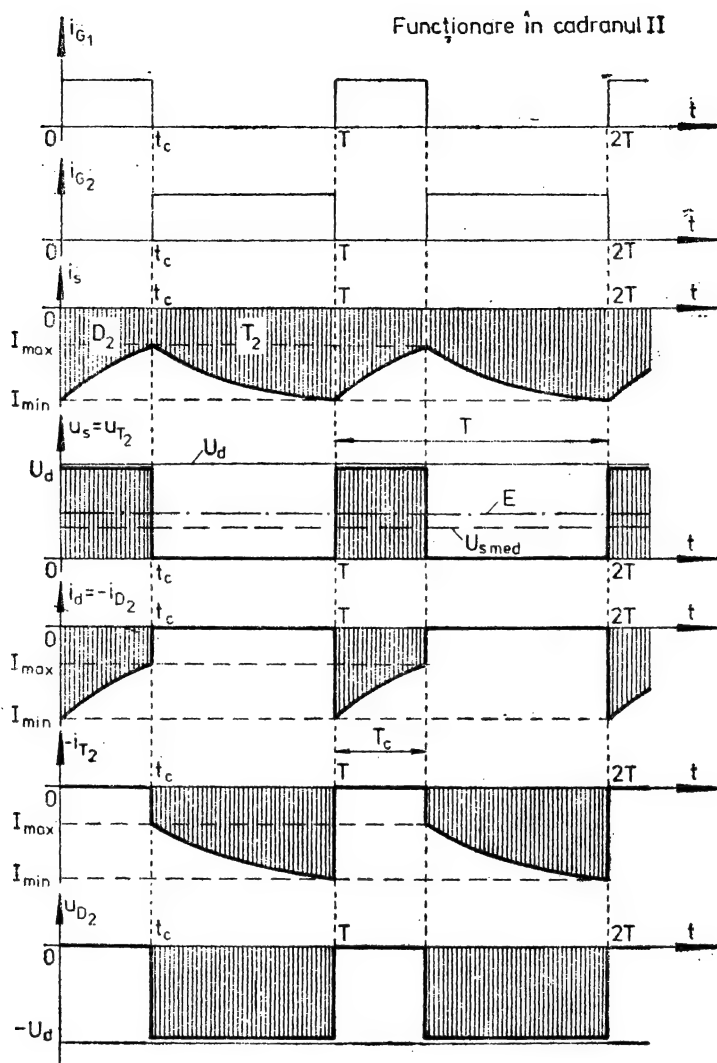 Funcționare în cadranul II
i_G1
0 t_c T 2T t
i_G2
0 t_c T 2T t
i_s
t_c T 2T t
0
D_2 T_2
I_max
I_min
u_s=u_T2
T
U_d
U_d
E
U_s med
0 t_c T 2T t
i_d=-i_D2
t_c T 2T t
0
I_max
I_min
T_c
-i_T2
t_c T 2T t
0
I_max
I_min
u_D2
t_c T 2T t
0
-U_d